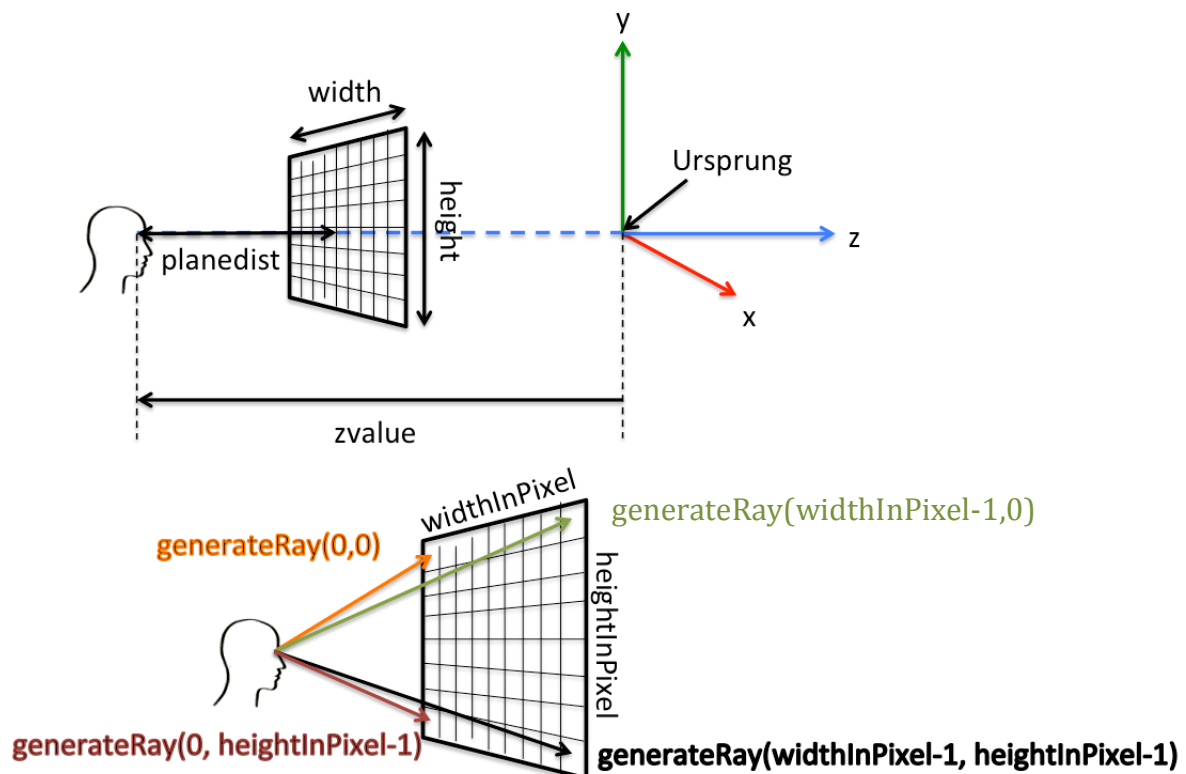 y
width
Ursprung
height
z
planedist
x
zvalue
widthInPixel
generateRay(widthInPixel-1,0)
generateRay(0,0)
heightInPixel
generateRay(0, heightInPixel-1)
generateRay(widthInPixel-1, heightInPixel-1)